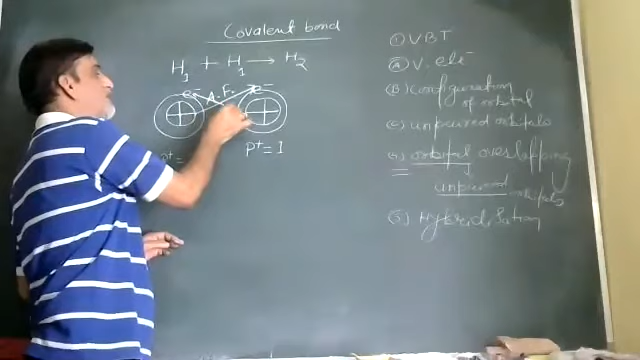 Covalent bond
H1 + H1 → H2
e- A.F. e-
+ +
p+ = p+ = 1
① VBT
② V. ele-
③ Configuration of orbital
④ unpaired orbitals
orbital overlapping
unpaired orbitals
⑤ Hybridisation